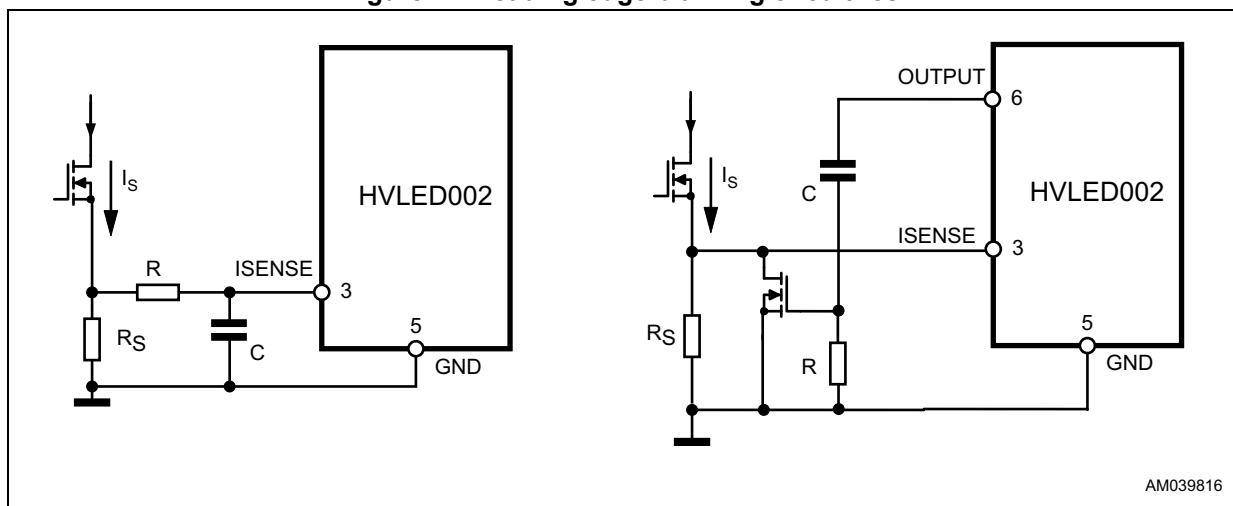 HVLED002
I_S
R
ISENSE
3
R_S
C
5
GND
OUTPUT
6
HVLED002
I_S
C
ISENSE
3
R_S
R
5
GND
AM039816